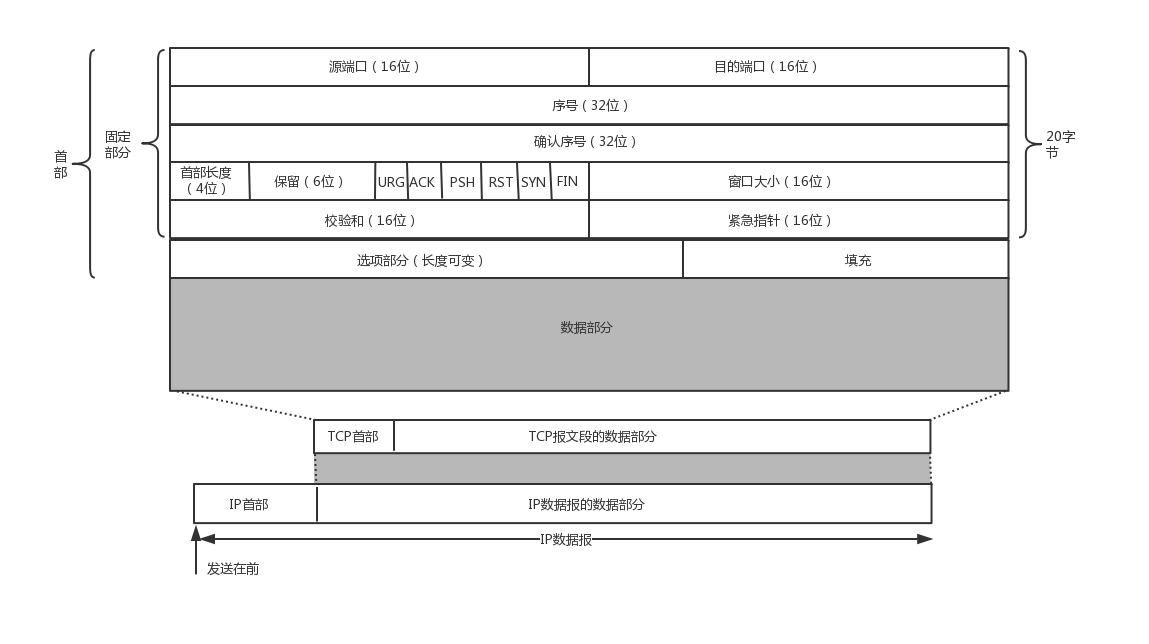 源端口（16位）
目的端口（16位）
序号（32位）
确认序号（32位）
首部长度
（4位）
保留（6位）
URG
ACK
PSH
RST
SYN
FIN
窗口大小（16位）
校验和（16位）
紧急指针（16位）
选项部分（长度可变）
填充
数据部分
首
部
固定
部分
20字
节
TCP首部
TCP报文段的数据部分
IP首部
IP数据报的数据部分
IP数据报
发送在前